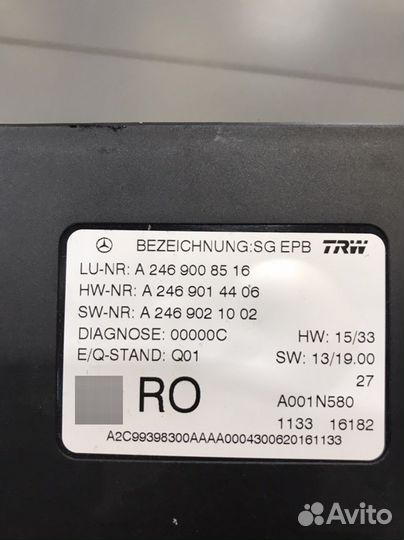 BEZEICHNUNG:SG EPB TRW
LU-NR: A 246 900 85 16
HW-NR: A 246 901 44 06
SW-NR: A 246 902 10 02
DIAGNOSE: 00000C HW: 15/33
E/Q-STAND: Q01 SW: 13/19.00
27
RO A001N580
1133 16182
A2C99398300AAAA0004300620161133
Avito